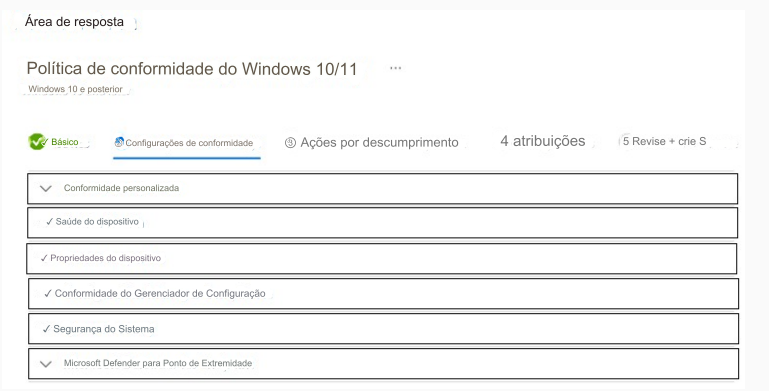 Área de resposta
Política de conformidade do Windows 10/11 ...
Windows 10 e posterior
Básico Configurações de conformidade ③ Ações por descumprimento 4 atribuições 5 Revise + crie S
Conformidade personalizada
✓ Saúde do dispositivo
✓ Propriedades do dispositivo
✓ Conformidade do Gerenciador de Configuração
✓ Segurança do Sistema
Microsoft Defender para Ponto de Extremidade